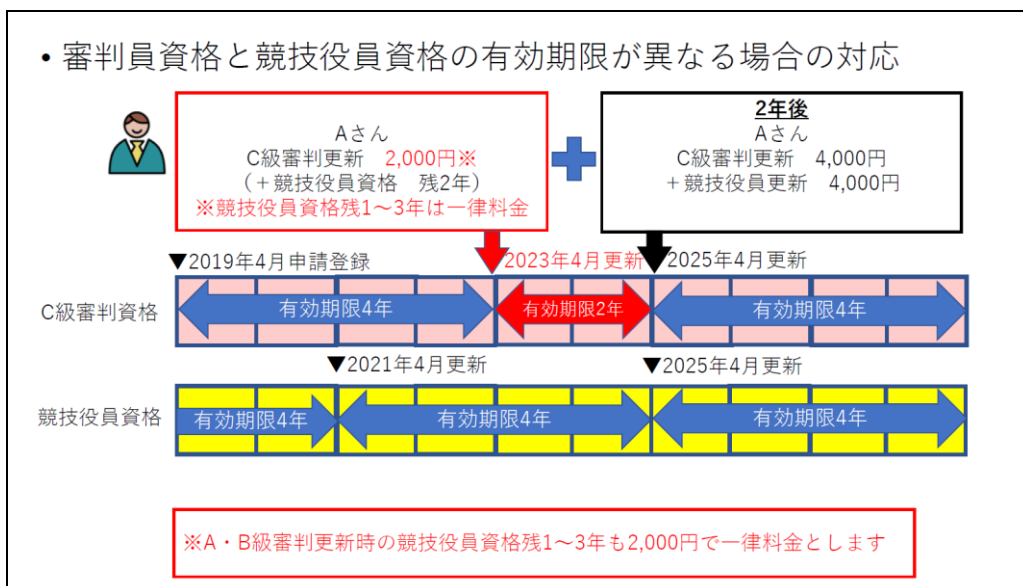 • 審判員資格と競技役員資格の有効期限が異なる場合の対応
Aさん
C級審判更新　2,000円※
（＋競技役員資格　残2年）
※競技役員資格残1～3年は一律料金
2年後
Aさん
C級審判更新　4,000円
＋競技役員更新　4,000円
▼2019年4月申請登録
2023年4月更新
▼2025年4月更新
C級審判資格
有効期限4年
有効期限2年
有効期限4年
▼2021年4月更新
▼2025年4月更新
競技役員資格
有効期限4年
有効期限4年
有効期限4年
※A・B級審判更新時の競技役員資格残1～3年も2,000円で一律料金とします